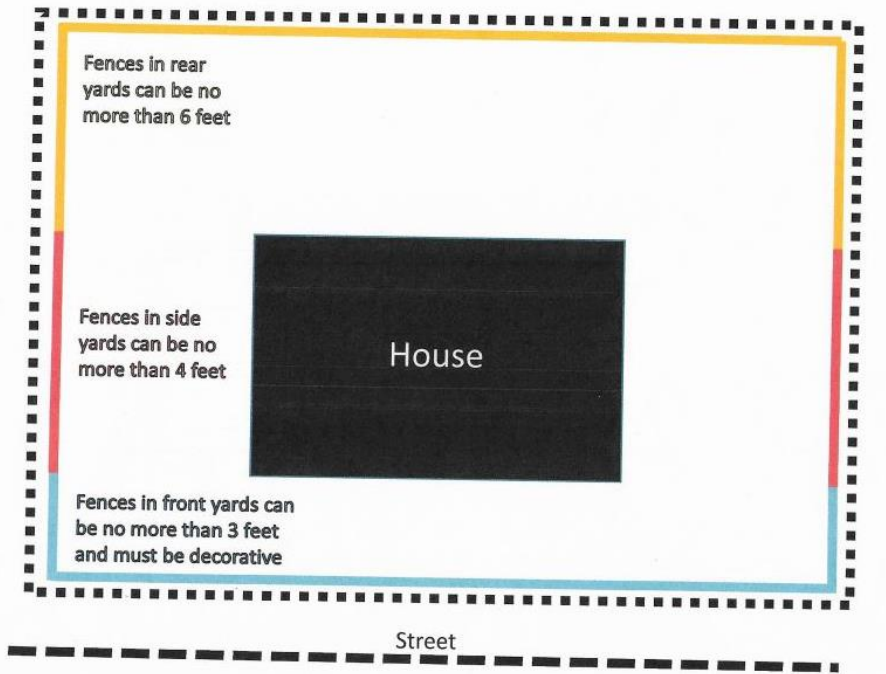 Fences in rear
yards can be no
more than 6 feet
Fences in side
yards can be no
more than 4 feet
House
Fences in front yards can
be no more than 3 feet
and must be decorative
Street